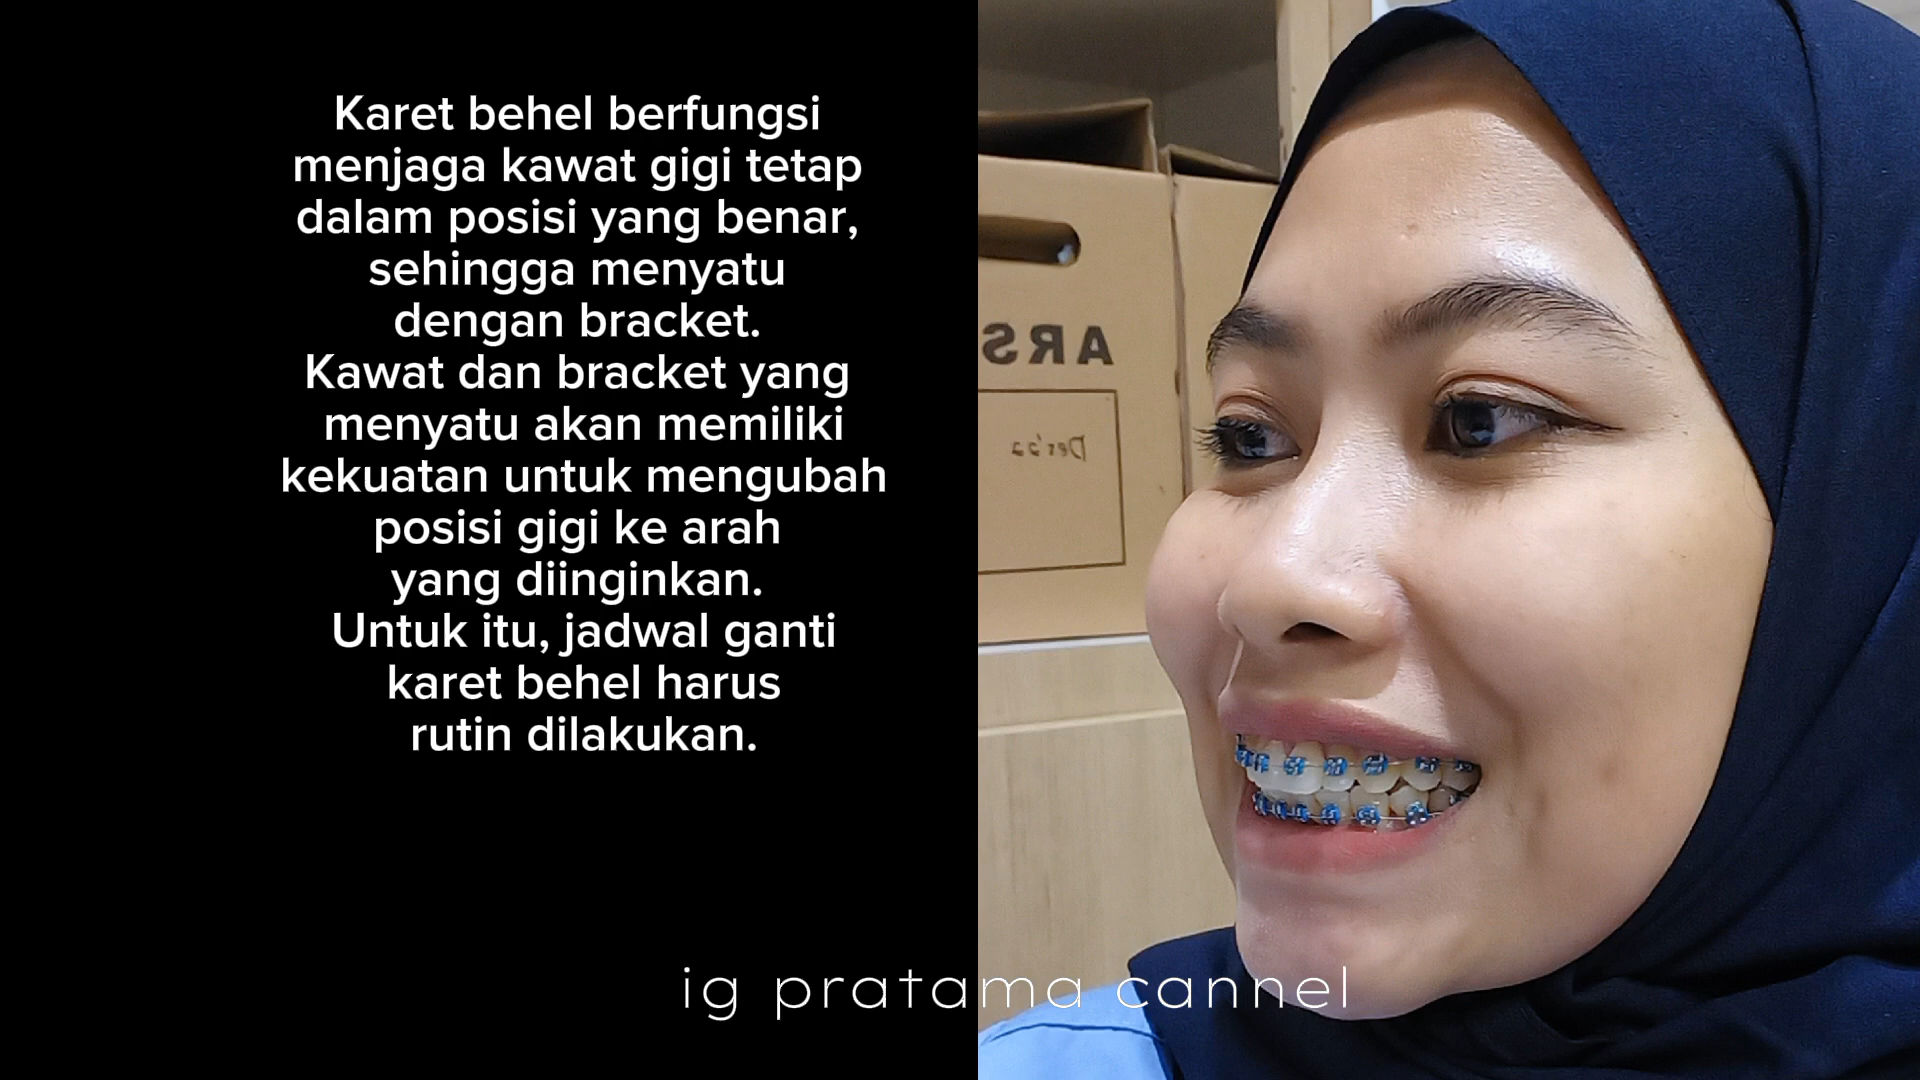 Karet behel berfungsi
menjaga kawat gigi tetap
dalam posisi yang benar,
sehingga menyatu
dengan bracket.
Kawat dan bracket yang
menyatu akan memiliki
kekuatan untuk mengubah
posisi gigi ke arah
yang diinginkan.
Untuk itu, jadwal ganti
karet behel harus
rutin dilakukan.
ARS
ig pratama cannel